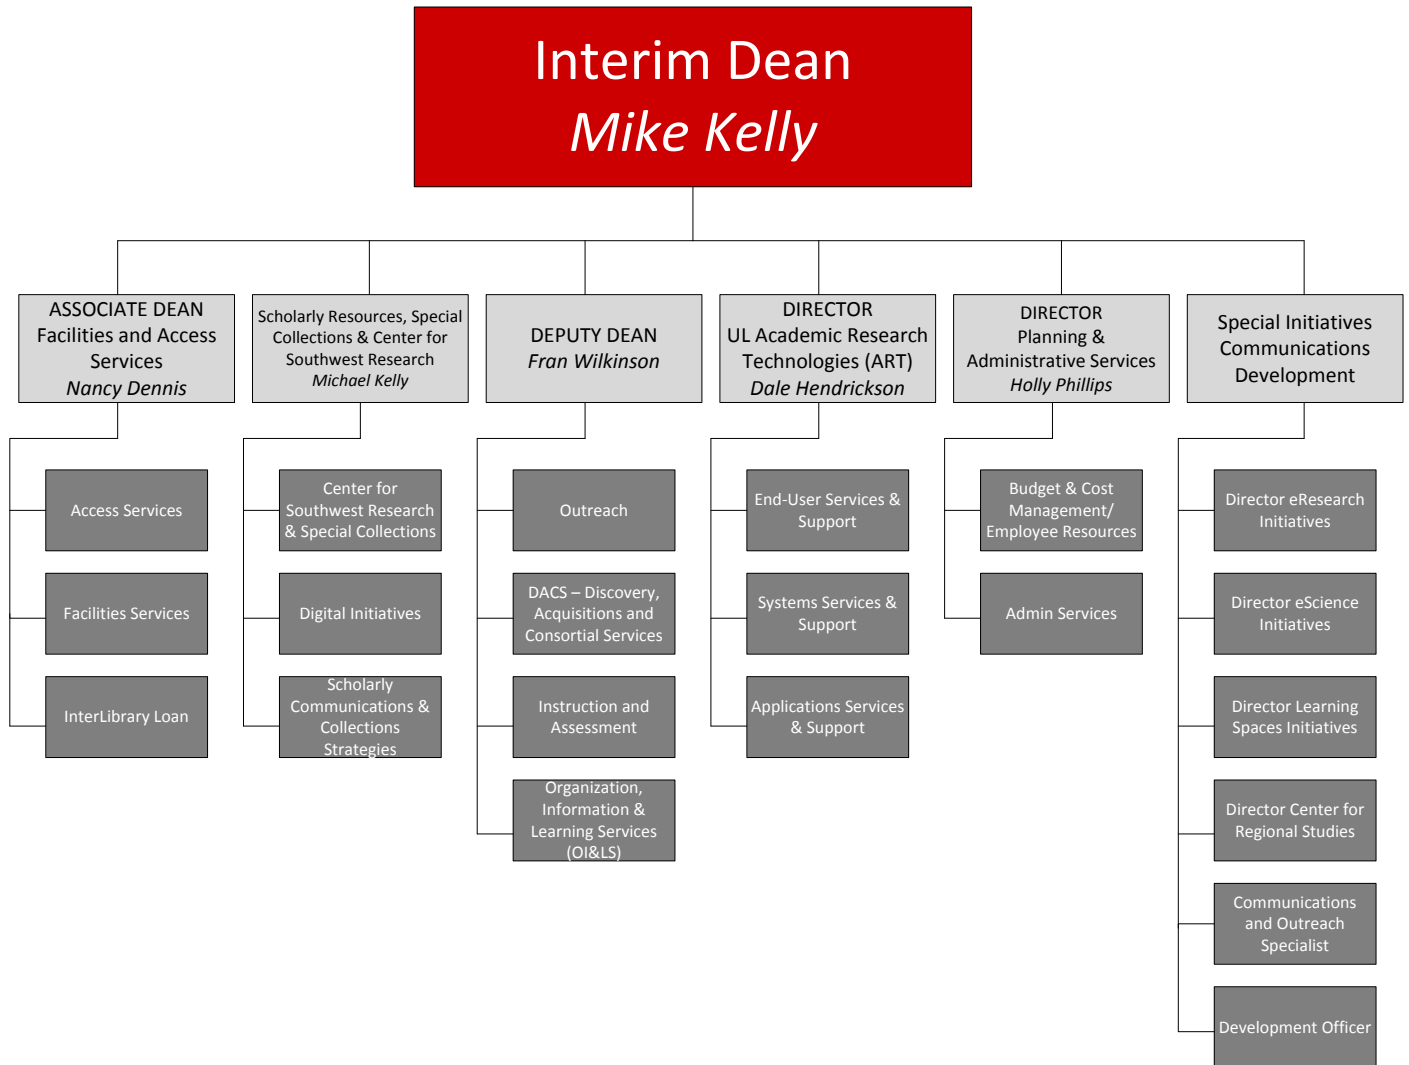 Interim Dean
Mike Kelly
ASSOCIATE DEAN
Facilities and Access
Services
Nancy Dennis
Scholarly Resources, Special
Collections & Center for
Southwest Research
Michael Kelly
DEPUTY DEAN
Fran Wilkinson
DIRECTOR
UL Academic Research
Technologies (ART)
Dale Hendrickson
DIRECTOR
Planning &
Administrative Services
Holly Phillips
Special Initiatives
Communications
Development
Access Services
Facilities Services
InterLibrary Loan
Center for
Southwest Research
& Special Collections
Digital Initiatives
Scholarly
Communications &
Collections
Strategies
Outreach
DACS – Discovery,
Acquisitions and
Consortial Services
Instruction and
Assessment
Organization,
Information &
Learning Services
(OI&LS)
End-User Services &
Support
Systems Services &
Support
Applications Services
& Support
Budget & Cost
Management/
Employee Resources
Admin Services
Director eResearch
Initiatives
Director eScience
Initiatives
Director Learning
Spaces Initiatives
Director Center for
Regional Studies
Communications
and Outreach
Specialist
Development Officer